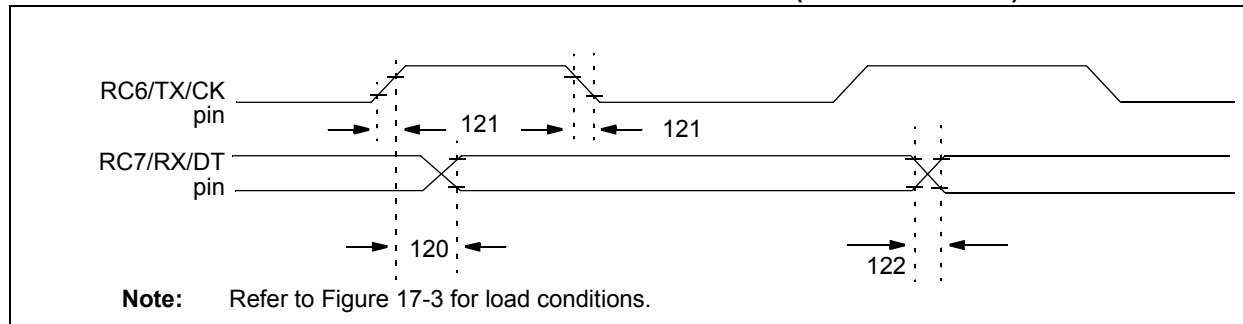 RC6/TX/CK
pin
121
121
RC7/RX/DT
pin
120
122
Note: Refer to Figure 17-3 for load conditions.